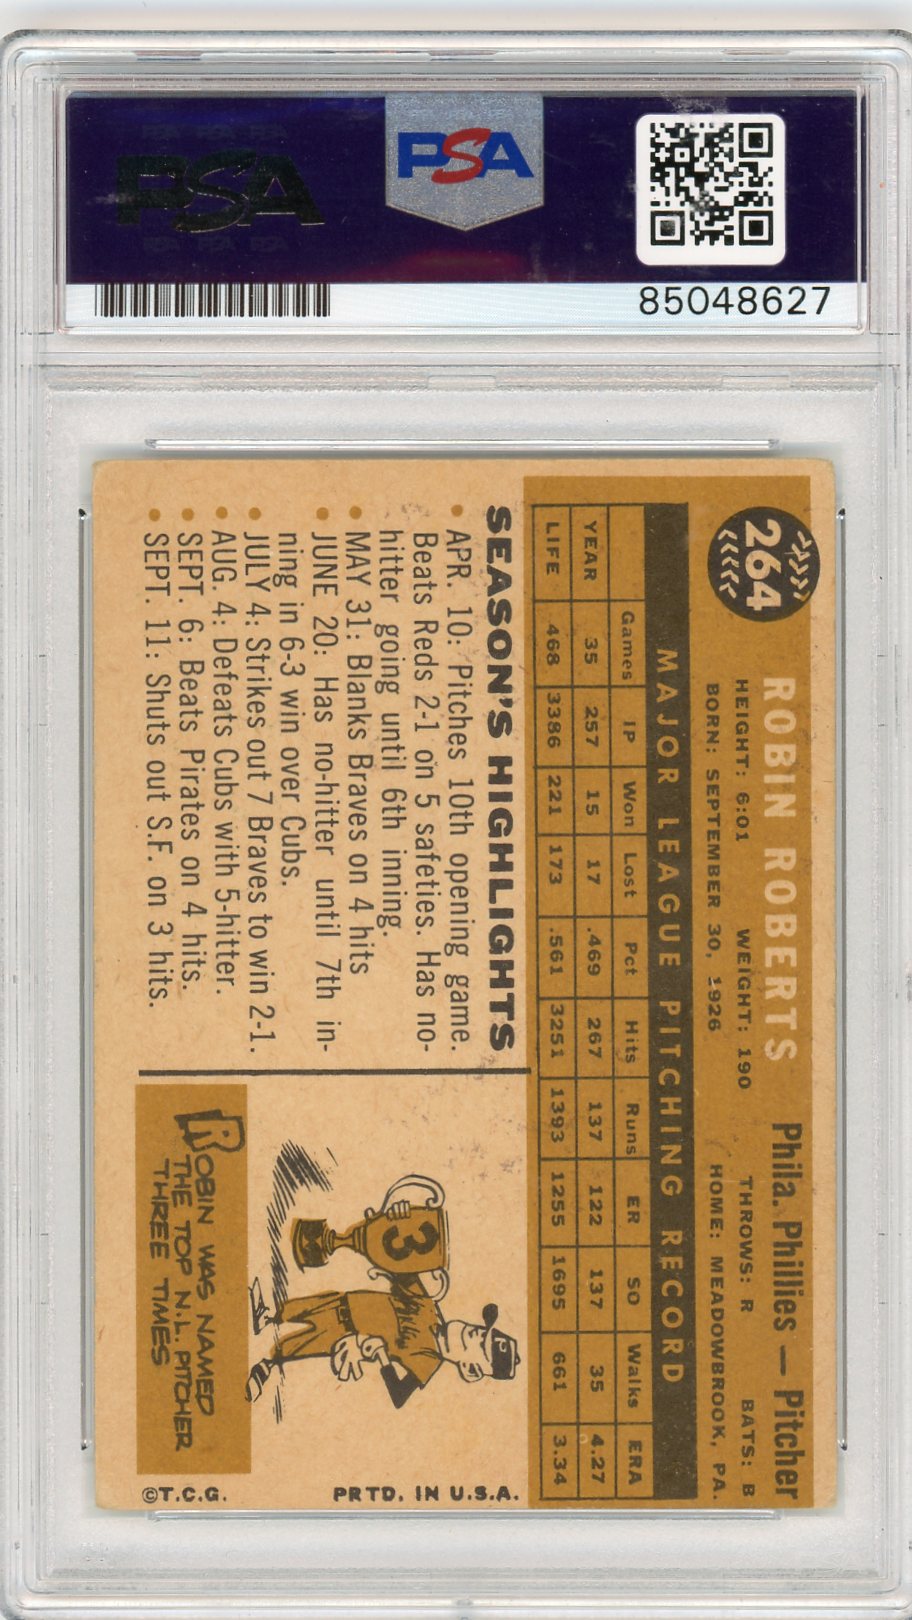 PSA
PSA
85048627
264
ROBIN ROBERTS
Phila. Phillies — Pitcher
HEIGHT: 6:01 WEIGHT: 190 THROWS: R BATS: B
BORN: SEPTEMBER 30, 1926 HOME: MEADOWBROOK, PA.
MAJOR LEAGUE PITCHING RECORD
Games IP Won Lost Pct Hits Runs ER SO Walks ERA
YEAR 35 257 15 17 .469 267 137 122 137 35 4.27
LIFE 468 3386 221 173 .561 3251 1393 1255 1695 661 3.34
SEASON'S HIGHLIGHTS
• APR. 10: Pitches 10th opening game.
Beats Reds 2-1 on 5 safeties. Has no-
hitter going until 6th inning.
• MAY 31: Blanks Braves on 4 hits
• JUNE 20: Has no-hitter until 7th in-
ning in 6-3 win over Cubs.
• JULY 4: Strikes out 7 Braves to win 2-1.
• AUG. 4: Defeats Cubs with 5-hitter.
• SEPT. 6: Beats Pirates on 4 hits.
• SEPT. 11: Shuts out S.F. on 3 hits.
3
P
Phillies
ROBIN WAS NAMED
THE TOP N.L. PITCHER
THREE TIMES
©T.C.G.
PRTD. IN U.S.A.